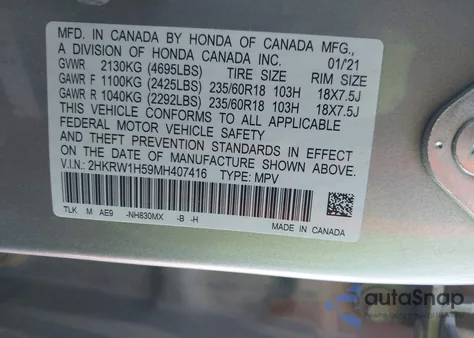 MFD. IN CANADA BY HONDA OF CANADA MFG.,
A DIVISION OF HONDA CANADA INC. 01/21
GVWR 2130KG (4695LBS) TIRE SIZE RIM SIZE
GAWR F 1100KG (2425LBS) 235/60R18 103H 18X7.5J
GAWR R 1040KG (2292LBS) 235/60R18 103H 18X7.5J
THIS VEHICLE CONFORMS TO ALL APPLICABLE
FEDERAL MOTOR VEHICLE SAFETY
AND THEFT PREVENTION STANDARDS IN EFFECT
ON THE DATE OF MANUFACTURE SHOWN ABOVE.
V.I.N.: 2HKRW1H59MH407416 TYPE: MPV
TLK M AE9 -NH830MX -B -H
MADE IN CANADA
autaSnap